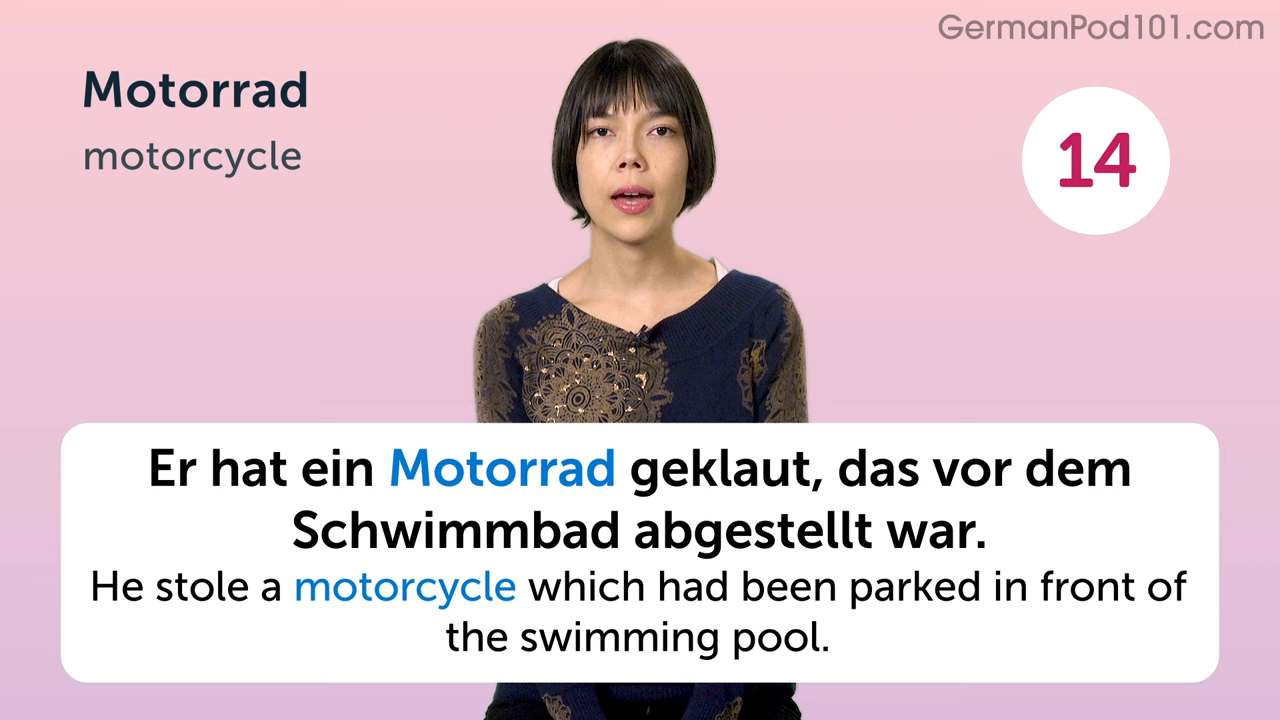 GermanPod101.com
Motorrad
motorcycle
14
Er hat ein Motorrad geklaut, das vor dem
Schwimmbad abgestellt war.
He stole a motorcycle which had been parked in front of
the swimming pool.